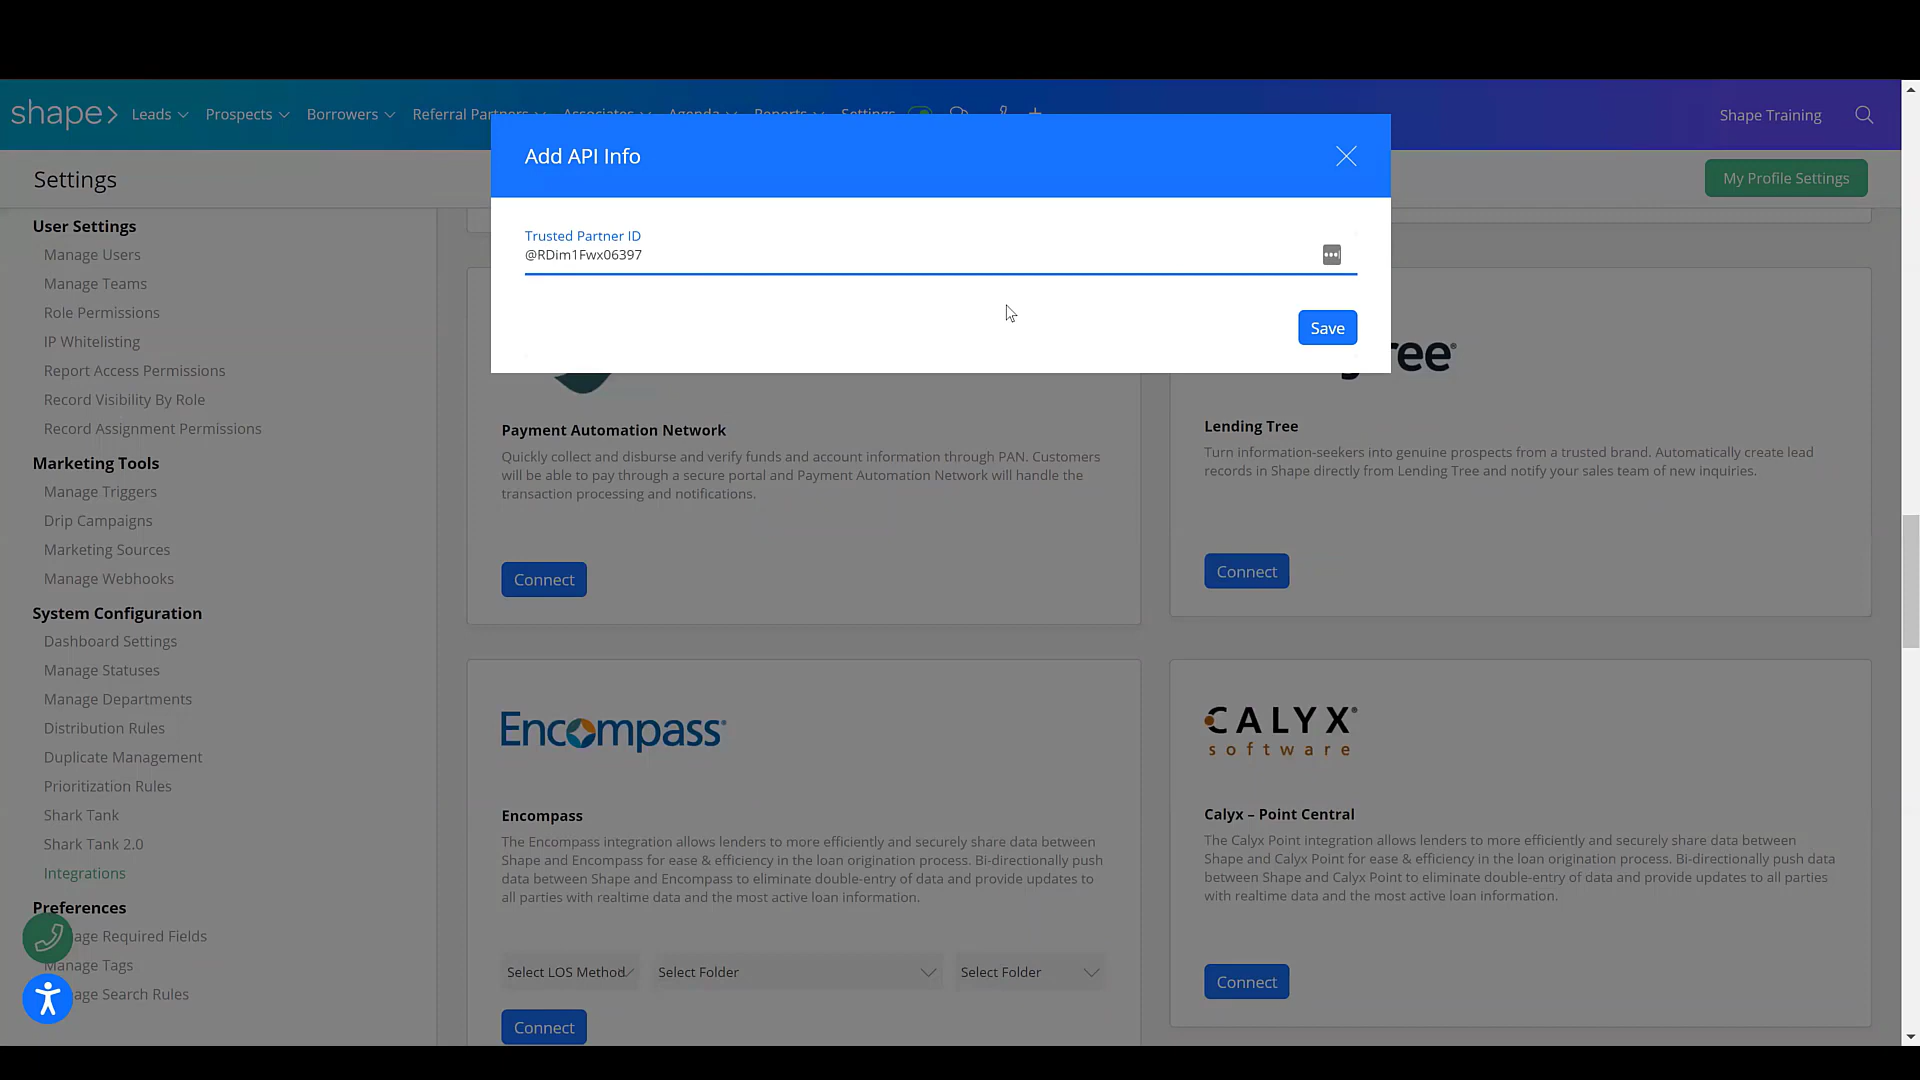 shape
Leads
Prospects
Borrowers
Referral Partners
Associates
Agenda
Reports
Settings
Shape Training
Add API Info
Settings
My Profile Settings
Trusted Partner ID
@RDim1Fwx06397
Save
User Settings
Manage Users
Manage Teams
Role Permissions
IP Whitelisting
Report Access Permissions
Record Visibility By Role
Record Assignment Permissions
Marketing Tools
Manage Triggers
Drip Campaigns
Marketing Sources
Manage Webhooks
System Configuration
Dashboard Settings
Manage Statuses
Manage Departments
Distribution Rules
Duplicate Management
Prioritization Rules
Shark Tank
Shark Tank 2.0
Integrations
Preferences
age Required Fields
Manage Tags
age Search Rules
Payment Automation Network
Quickly collect and disburse and verify funds and account information through PAN. Customers
will be able to pay through a secure portal and Payment Automation Network will handle the
transaction processing and notifications.
Connect
ree®
Lending Tree
Turn information-seekers into genuine prospects from a trusted brand. Automatically create lead
records in Shape directly from Lending Tree and notify your sales team of new inquiries.
Connect
Encompass®
Encompass
The Encompass integration allows lenders to more efficiently and securely share data between
Shape and Encompass for ease & efficiency in the loan origination process. Bi-directionally push
data between Shape and Encompass to eliminate double-entry of data and provide updates to
all parties with realtime data and the most active loan information.
Select LOS Method
Select Folder
Select Folder
Connect
CALYX®
software
Calyx – Point Central
The Calyx Point integration allows lenders to more efficiently and securely share data between
Shape and Calyx Point for ease & efficiency in the loan origination process. Bi-directionally push data
between Shape and Calyx Point to eliminate double-entry of data and provide updates to all parties
with realtime data and the most active loan information.
Connect